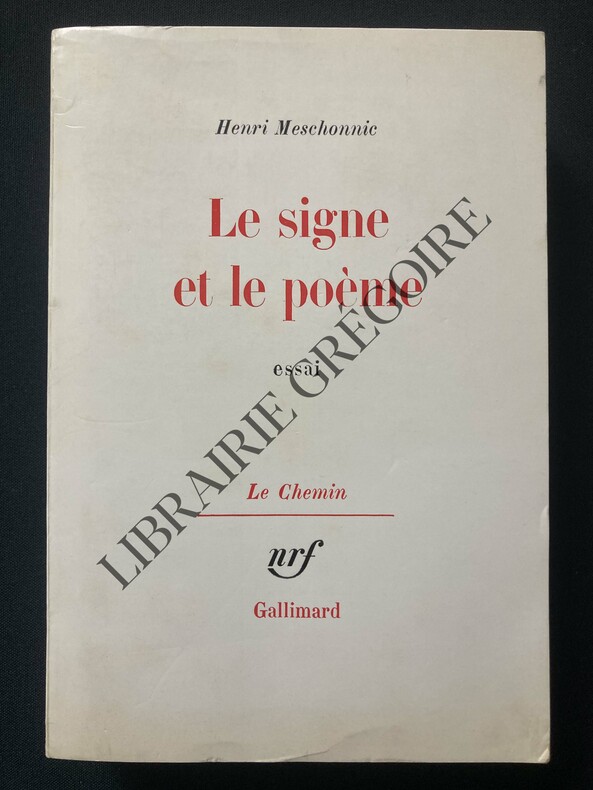 Henri Meschonnic
Le signe
et le poème
essai
Le Chemin
nrf
Gallimard
LIBRAIRIE GRÉGOIRE